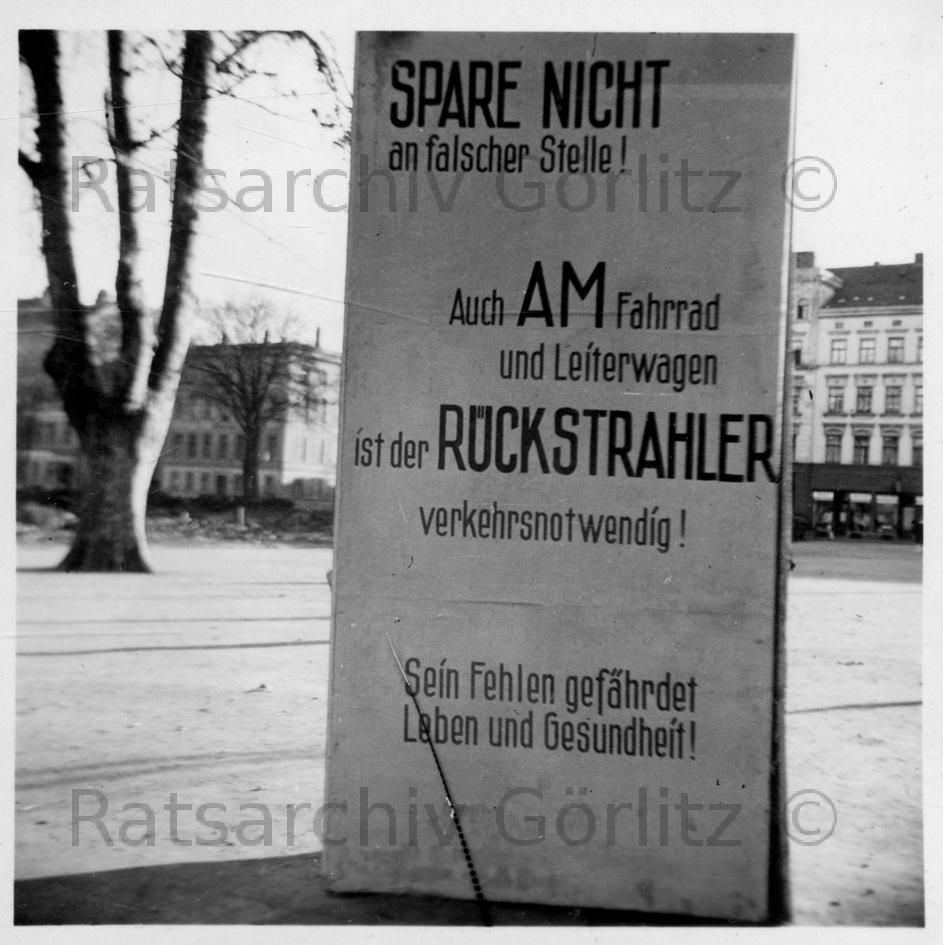 SPARE NICHT
an falscher Stelle!
Ratsarchiv Görlitz ©
Auch AM Fahrrad
und Leiterwagen
ist der RÜCKSTRAHLER
verkehrsnotwendig!
Sein Fehlen gefährdet
Leben und Gesundheit!
Ratsarchiv Görlitz ©